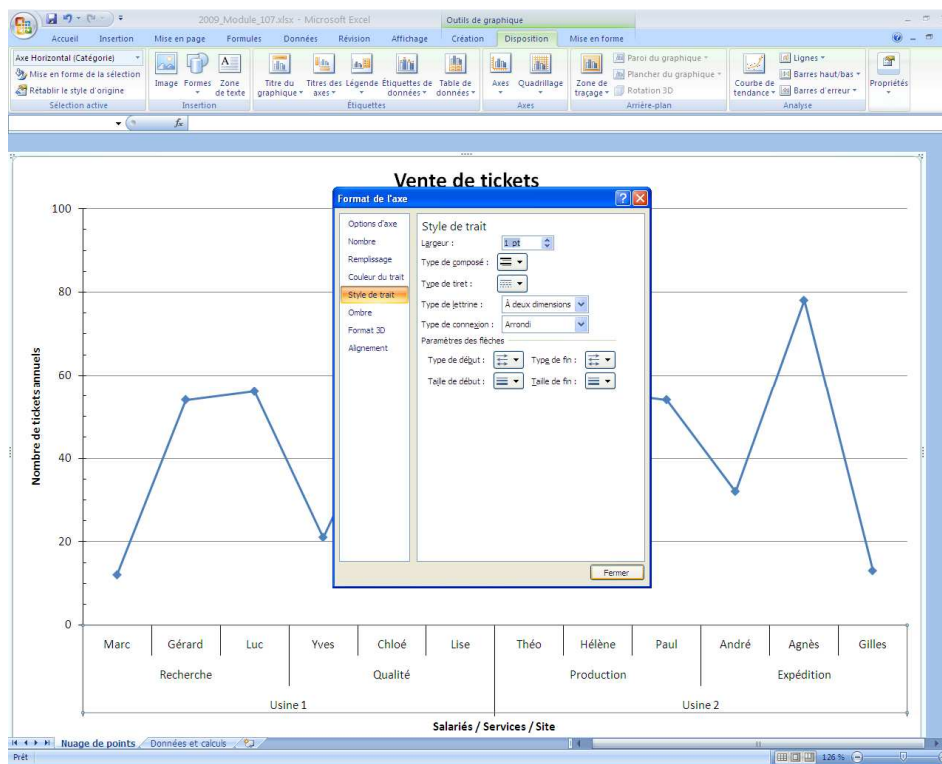 2009_Module_107.xlsx - Microsoft Excel
Outils de graphique
Accueil Insertion Mise en page Formules Données Révision Affichage Création Disposition Mise en forme
Axe Horizontal (Catégorie)
Mise en forme de la sélection
Rétablir le style d'origine
Sélection active
Image Formes Zone de texte
Insertion
Titre du graphique Titres des axes Légende Étiquettes de données Table de données
Étiquettes
Axes Quadrillage
Axes
Zone de traçage
Paroi du graphique
Plancher du graphique
Rotation 3D
Arrière-plan
Courbe de tendance
Lignes
Barres haut/bas
Barres d'erreur
Analyse
Propriétés
fx
Vente de tickets
Nombre de tickets annuels
100
80
60
40
20
0
Format de l'axe
Options d'axe
Nombre
Remplissage
Couleur du trait
Style de trait
Ombre
Format 3D
Alignement
Style de trait
Largeur : 1 pt
Type de composé :
Type de tiret :
Type de lettrine : À deux dimensions
Type de connexion : Arrondi
Paramètres des flèches
Type de début : Type de fin :
Taille de début : Taille de fin :
Fermer
Marc Gérard Luc Yves Chloé Lise Théo Hélène Paul André Agnès Gilles
Recherche Qualité Production Expédition
Usine 1 Usine 2
Salariés / Services / Site
Nuage de points Données et calculs
Prêt 126 %